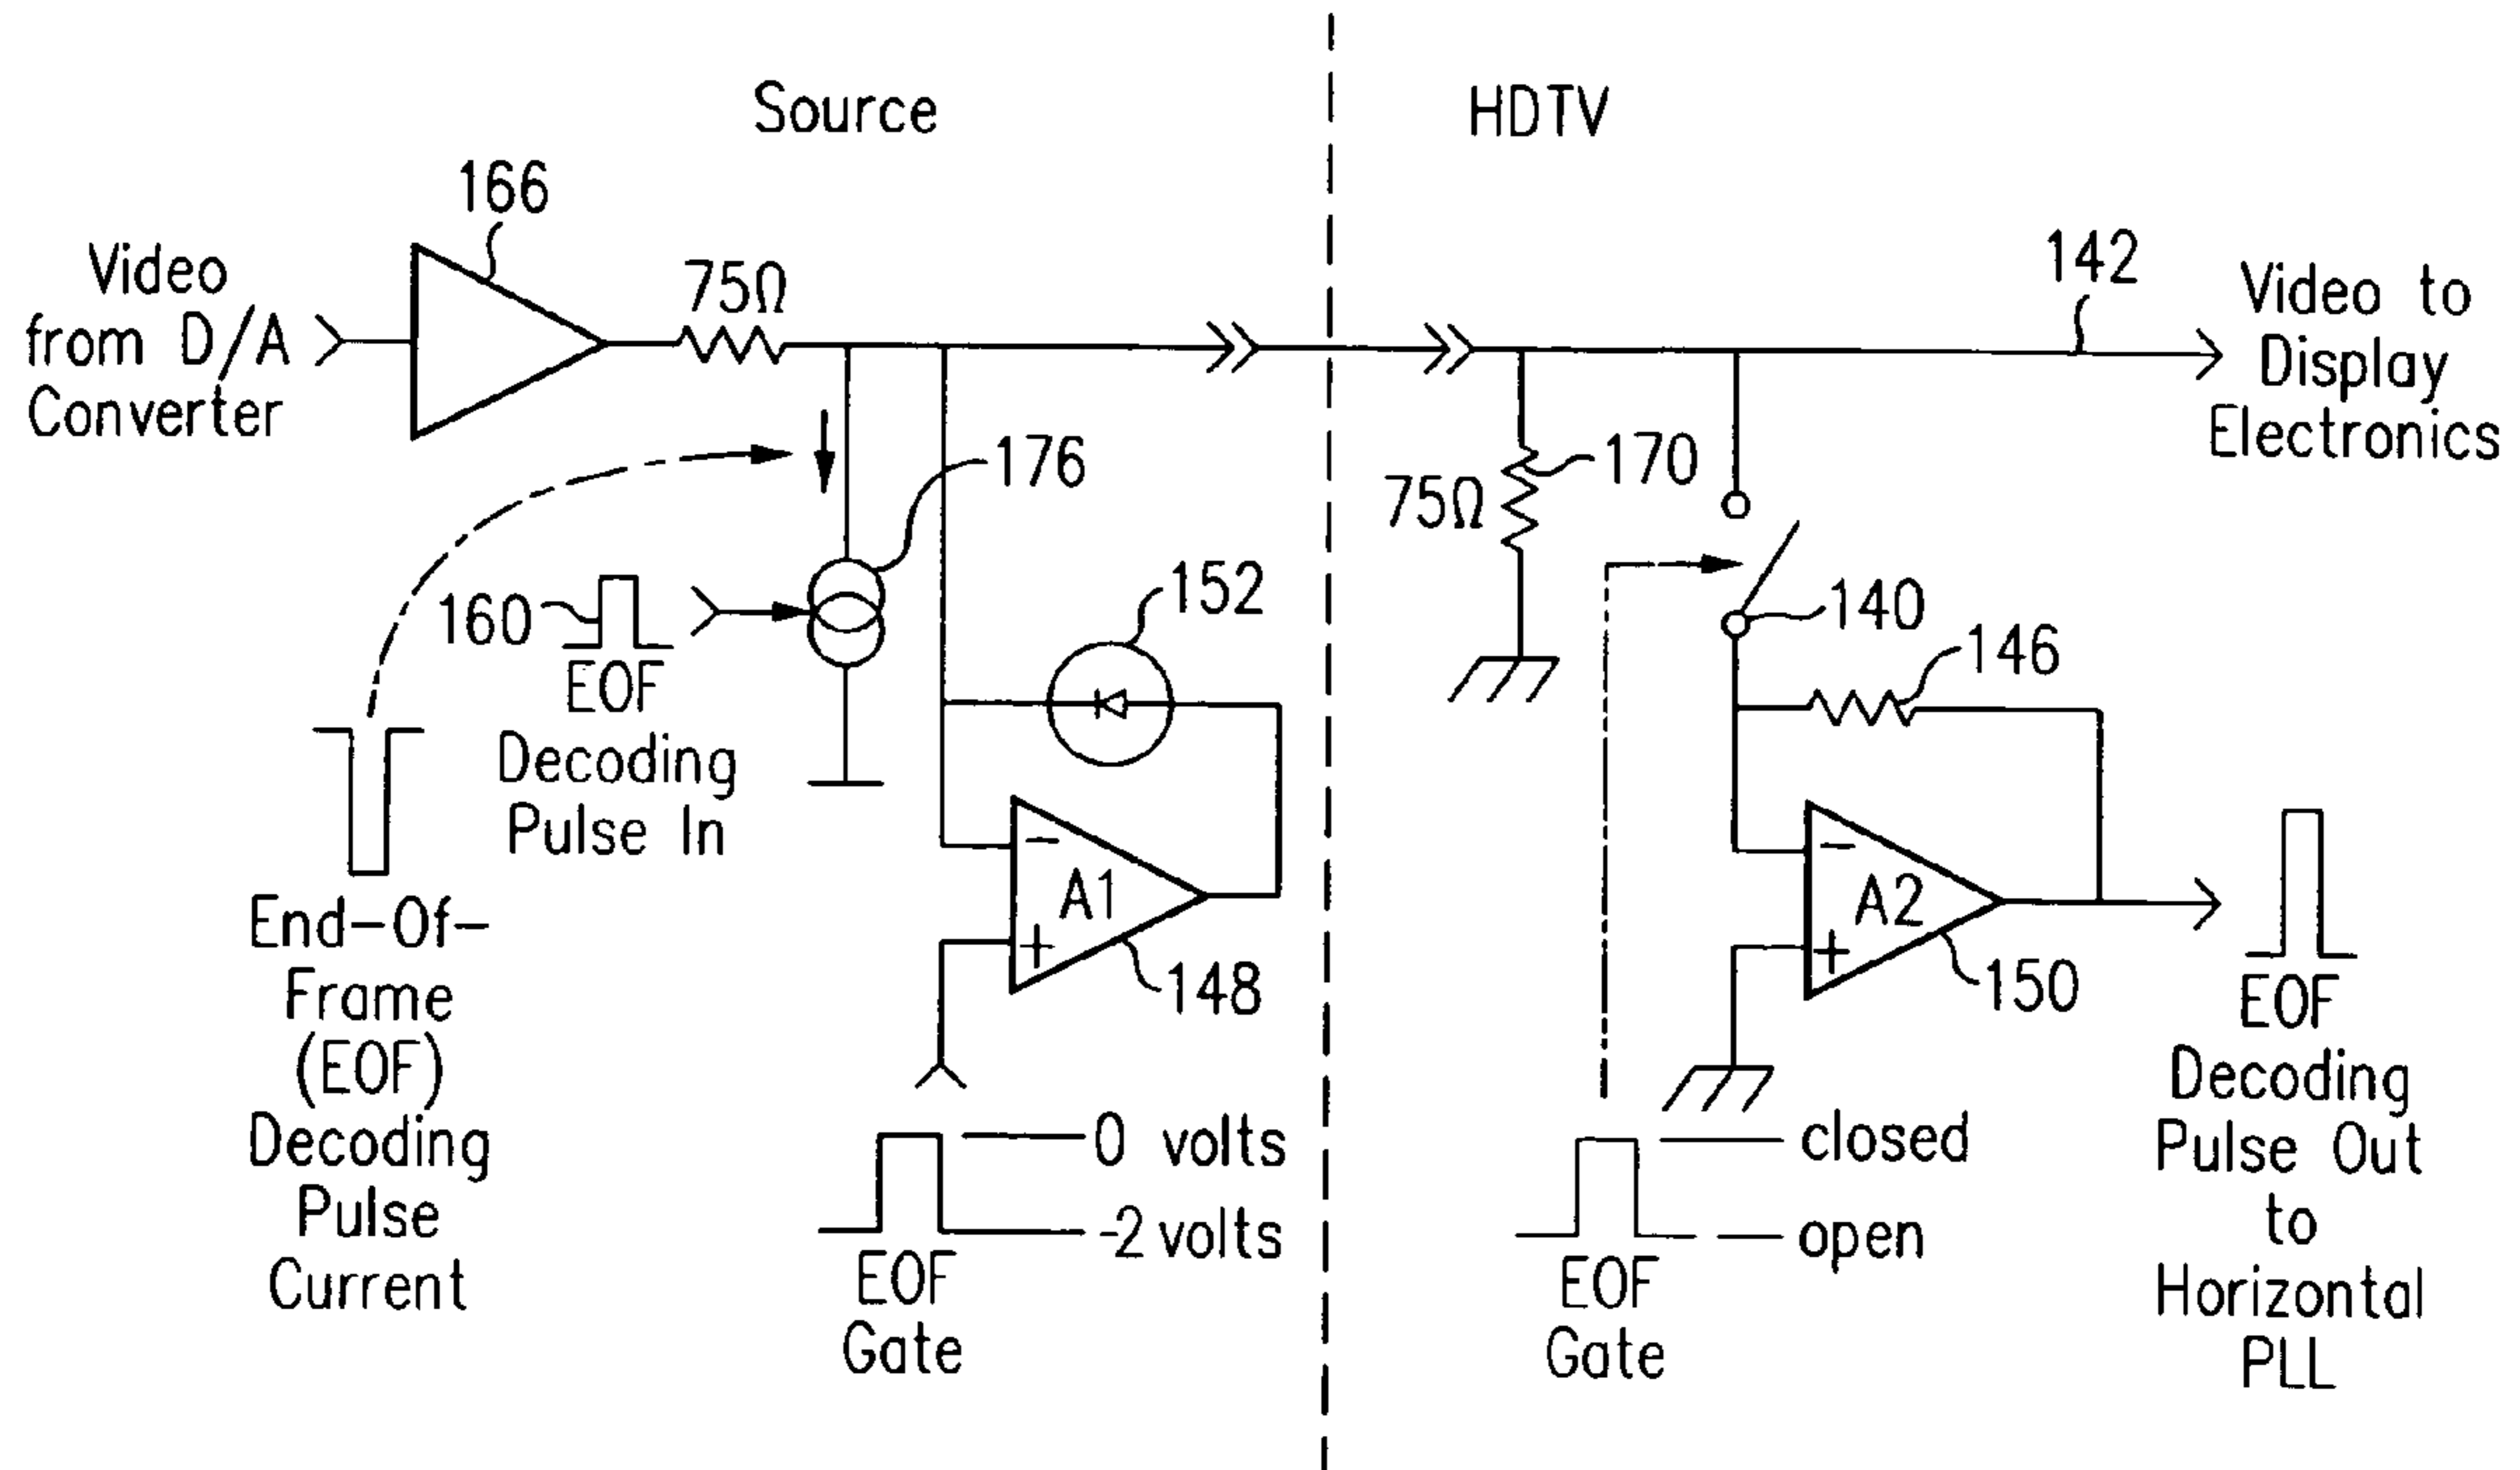 Source
HDTV
166
Video
from D/A
Converter
75Ω
142
Video to
Display
Electronics
176
170
75Ω
160
EOF
Decoding
Pulse In
152
140
146
A1
−
+
148
A2
−
+
150
End-Of-
Frame
(EOF)
Decoding
Pulse
Current
0 volts
-2 volts
EOF
Gate
closed
open
EOF
Gate
EOF
Decoding
Pulse Out
to
Horizontal
PLL